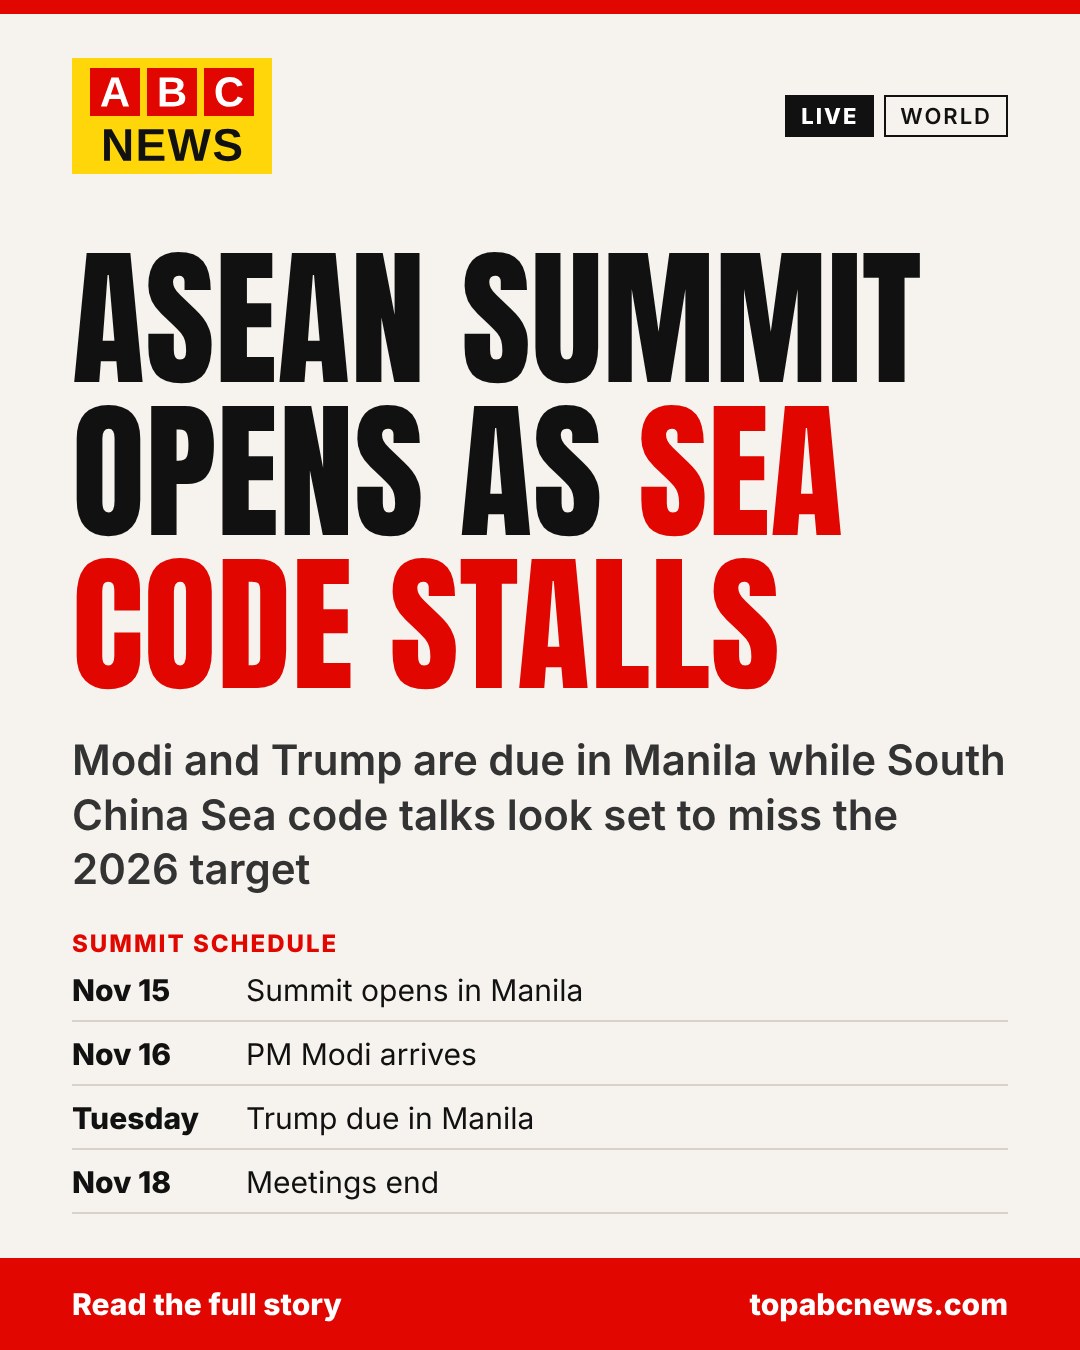 A B C
NEWS
LIVE WORLD
ASEAN SUMMIT
OPENS AS SEA
CODE STALLS
Modi and Trump are due in Manila while South
China Sea code talks look set to miss the
2026 target
SUMMIT SCHEDULE
Nov 15 Summit opens in Manila
Nov 16 PM Modi arrives
Tuesday Trump due in Manila
Nov 18 Meetings end
Read the full story topabcnews.com